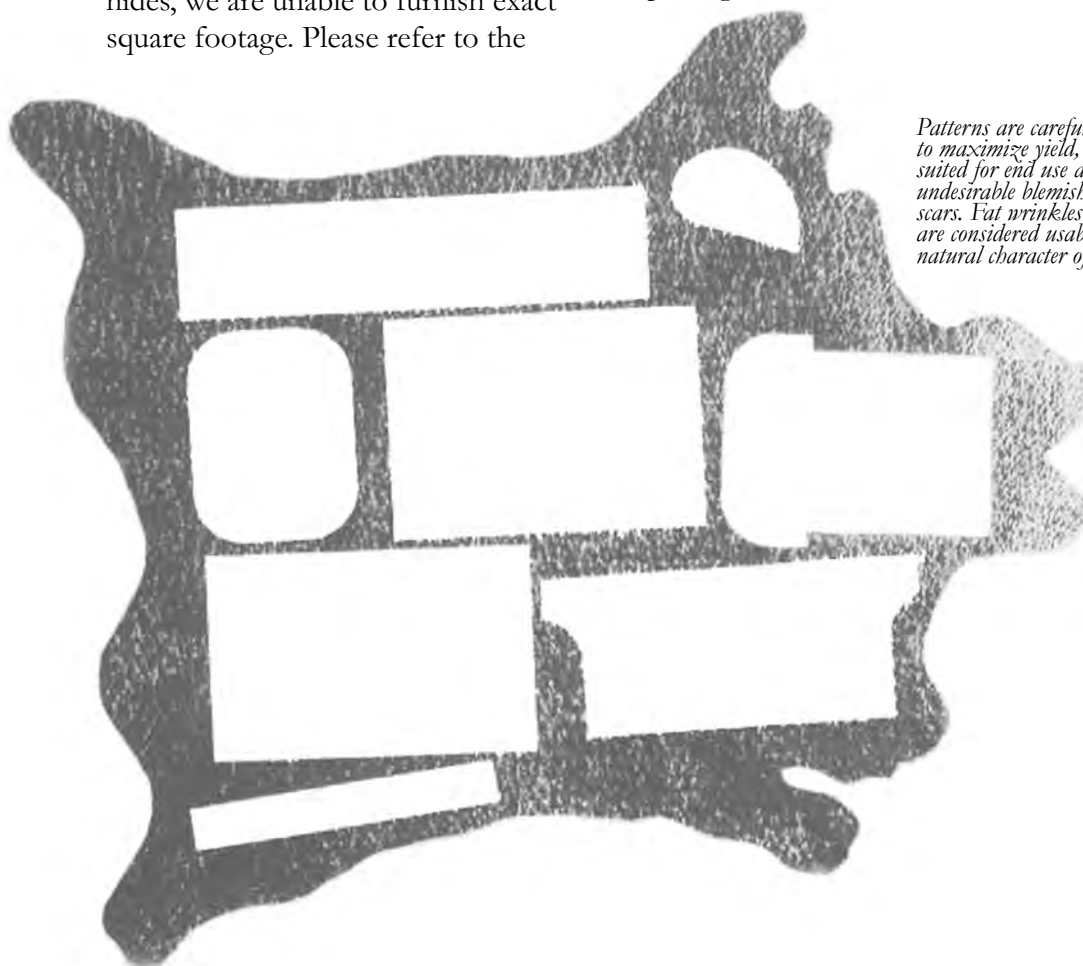 hides, we are unable to furnish exact
square footage. Please refer to the
Patterns are careful
to maximize yield,
suited for end use a
undesirable blemish
scars. Fat wrinkles
are considered usab
natural character of